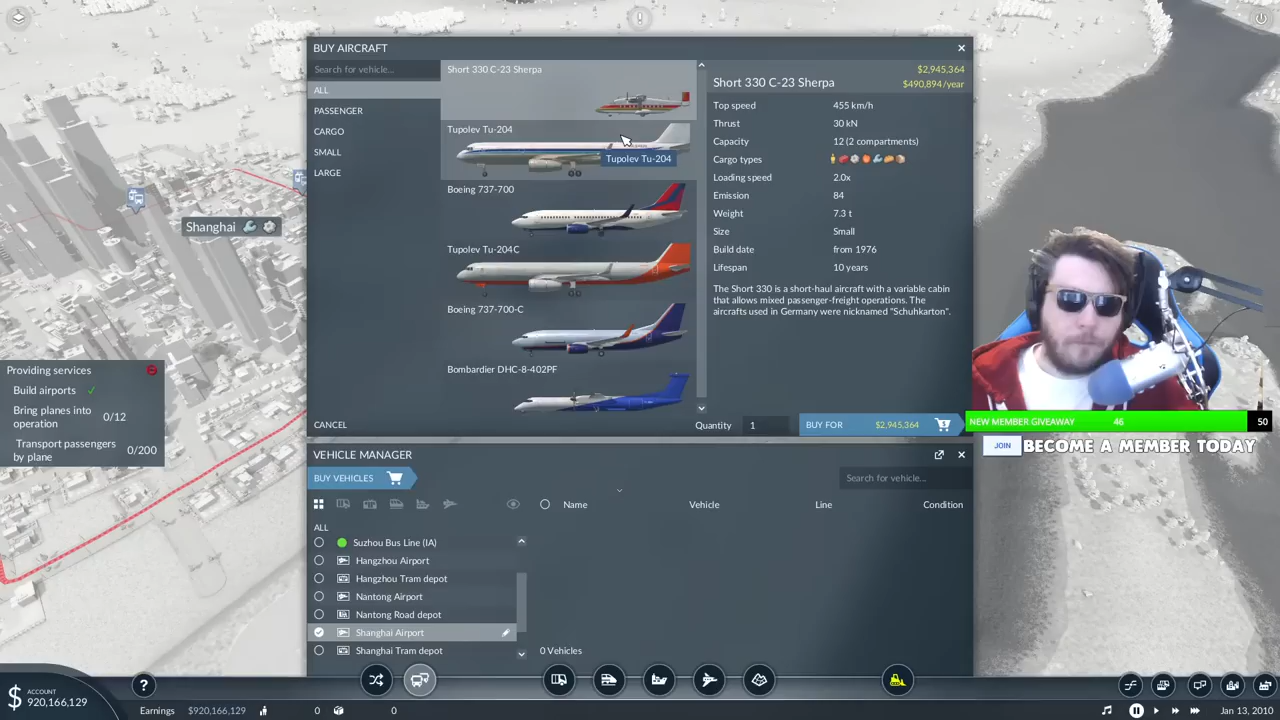 BUY AIRCRAFT
Search for vehicle...
ALL
PASSENGER
CARGO
SMALL
LARGE
Short 330 C-23 Sherpa
Tupolev Tu-204
Tupolev Tu-204
Boeing 737-700
Tupolev Tu-204C
Boeing 737-700-C
Bombardier DHC-8-402PF
$2,945,364
Short 330 C-23 Sherpa
$490,894/year
Top speed 455 km/h
Thrust 30 kN
Capacity 12 (2 compartments)
Cargo types
Loading speed 2.0x
Emission 84
Weight 7.3 t
Size Small
Build date from 1976
Lifespan 10 years
The Short 330 is a short-haul aircraft with a variable cabin
that allows mixed passenger-freight operations. The
aircrafts used in Germany were nicknamed "Schuhkarton".
CANCEL
Quantity 1
BUY FOR $2,945,364
Shanghai
Providing services
Build airports
Bring planes into
operation 0/12
Transport passengers
by plane 0/200
NEW MEMBER GIVEAWAY 46 50
JOIN BECOME A MEMBER TODAY
VEHICLE MANAGER
BUY VEHICLES
Search for vehicle...
Name Vehicle Line Condition
ALL
Suzhou Bus Line (IA)
Hangzhou Airport
Hangzhou Tram depot
Nantong Airport
Nantong Road depot
Shanghai Airport
Shanghai Tram depot
0 Vehicles
$ ACCOUNT
920,166,129
?
Earnings $920,166,129 0 0
Jan 13, 2010